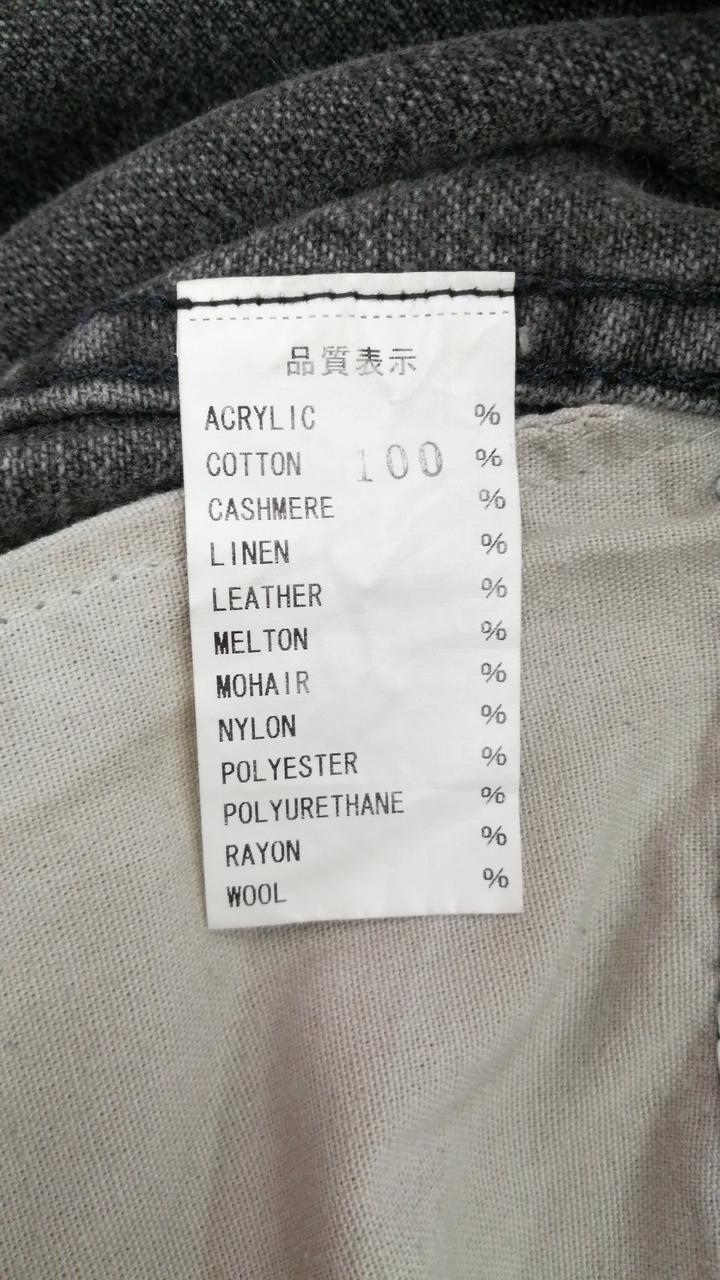 品質表示
ACRYLIC %
COTTON 100 %
CASHMERE %
LINEN %
LEATHER %
MELTON %
MOHAIR %
NYLON %
POLYESTER %
POLYURETHANE %
RAYON %
WOOL %